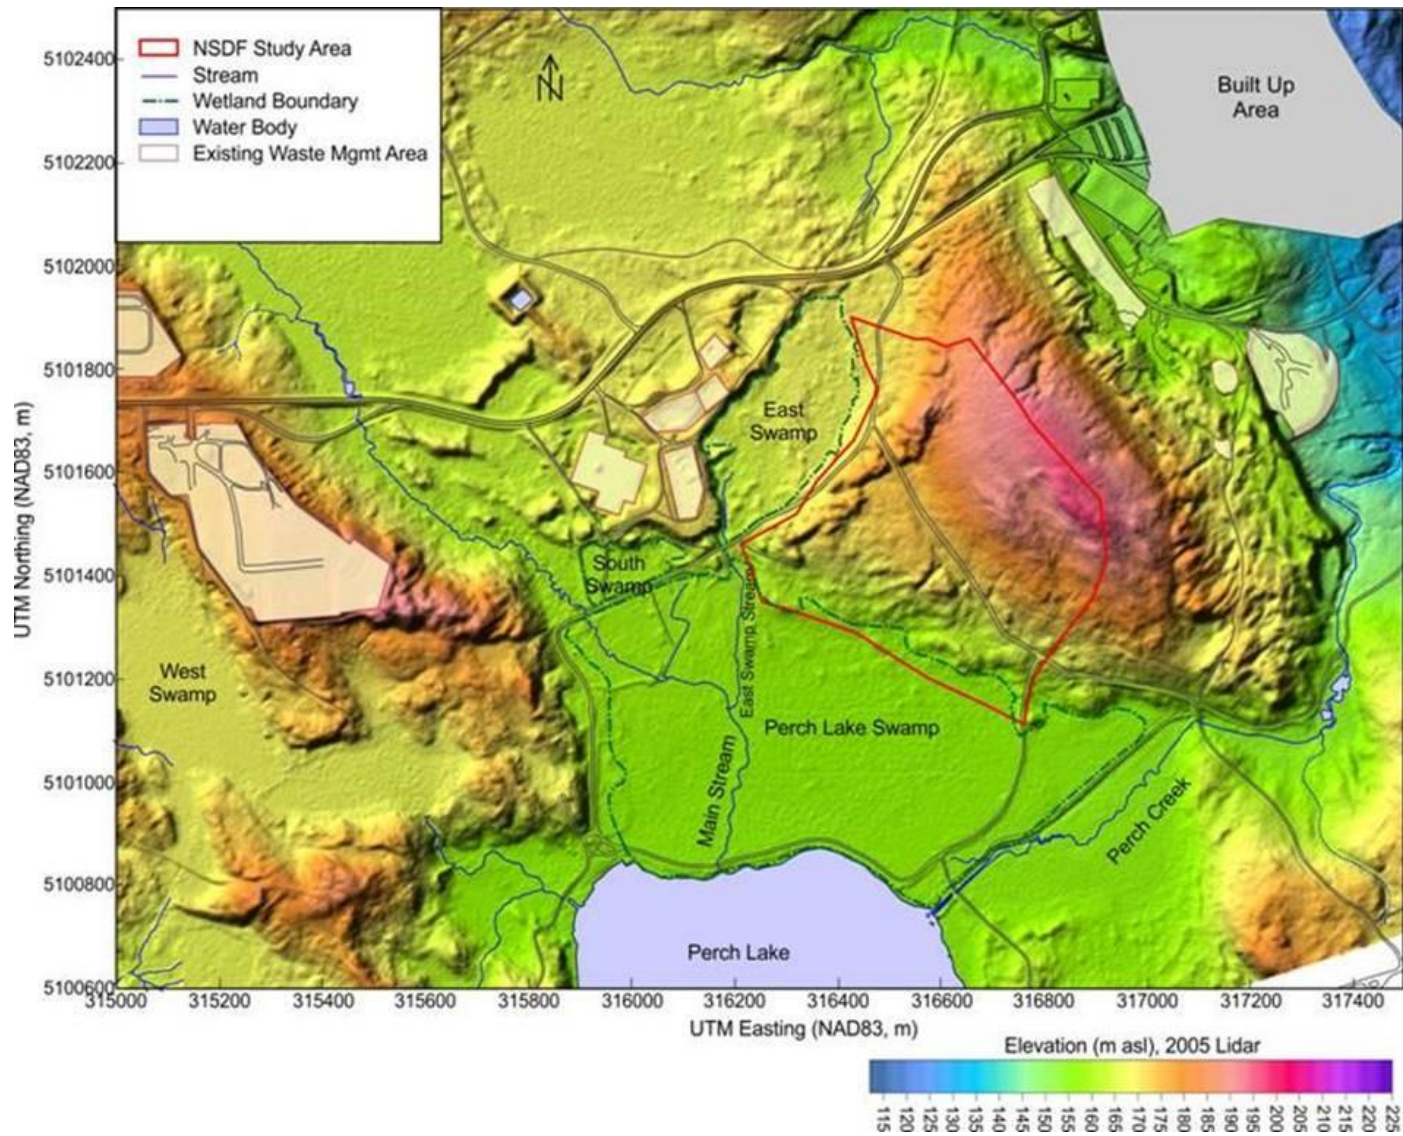 NSDF Study Area
Stream
Wetland Boundary
Water Body
Existing Waste Mgmt Area
N
Built Up
Area
5102400
5102200
5102000
5101800
5101600
5101400
5101200
5101000
5100800
5100600
UTM Northing (NAD83, m)
East
Swamp
South
Swamp
West
Swamp
East Swamp Stream
Perch Lake Swamp
Main Stream
Perch Creek
Perch Lake
315000
315200
315400
315600
315800
316000
316200
316400
316600
316800
317000
317200
317400
UTM Easting (NAD83, m)
Elevation (m asl), 2005 Lidar
115
120
125
130
135
140
145
150
155
160
165
170
175
180
185
190
195
200
205
210
215
220
225